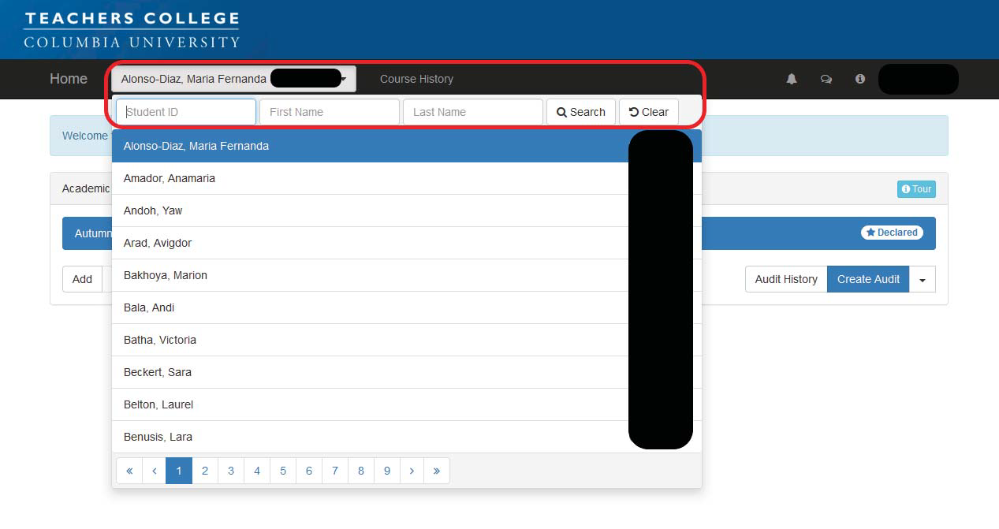 TEACHERS COLLEGE
COLUMBIA UNIVERSITY
Home Alonso-Diaz, Maria Fernanda Course History
Student ID First Name Last Name Search Clear
Welcome
Alonso-Diaz, Maria Fernanda
Amador, Anamaria
Academic Tour
Andoh, Yaw
Autumn Declared
Arad, Avigdor
Bakhoya, Marion
Add Audit History Create Audit
Bala, Andi
Batha, Victoria
Beckert, Sara
Belton, Laurel
Benusis, Lara
« ‹ 1 2 3 4 5 6 7 8 9 › »